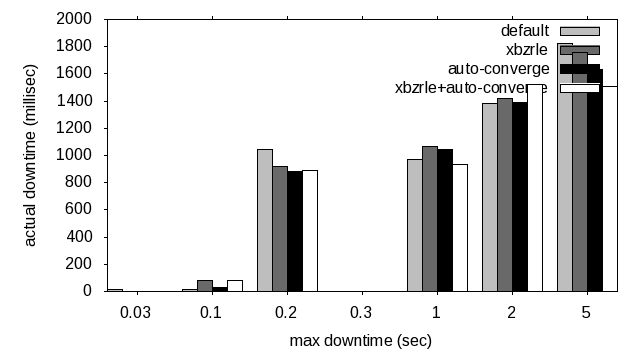 2000
1800
1600
1400
1200
1000
800
600
400
200
0
actual downtime (millisec)
default
xbzrle
auto-converge
xbzrle+auto-converge
0.03 0.1 0.2 0.3 1 2 5
max downtime (sec)